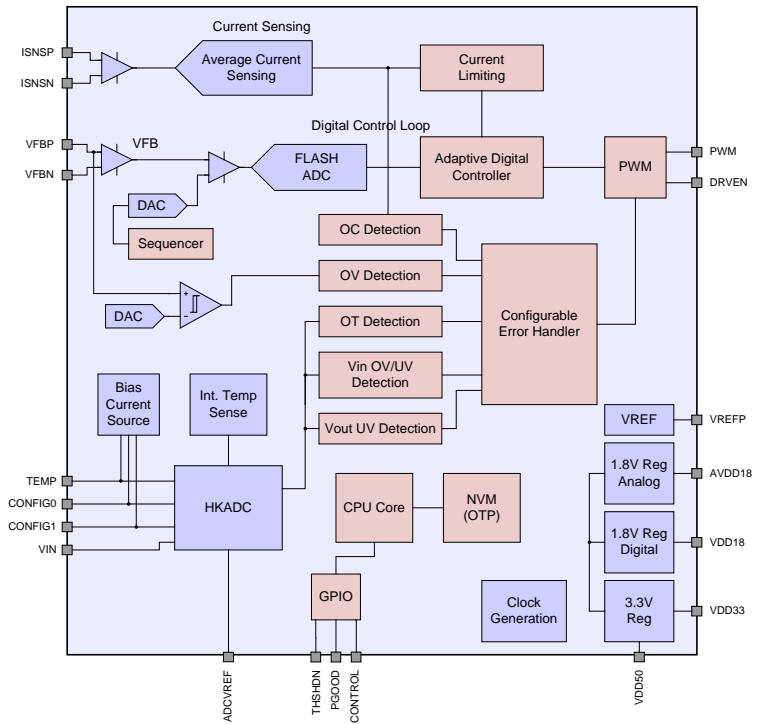 Current Sensing
ISNSP
ISNSN
Average Current
Sensing
Current
Limiting
Digital Control Loop
VFBP
VFBN
VFB
FLASH
ADC
Adaptive Digital
Controller
PWM
PWM
DRVEN
DAC
Sequencer
OC Detection
OV Detection
+
-
DAC
OT Detection
Configurable
Error Handler
Vin OV/UV
Detection
Vout UV Detection
Bias
Current
Source
Int. Temp
Sense
VREF
VREFP
1.8V Reg
Analog
AVDD18
TEMP
CONFIG0
CONFIG1
VIN
HKADC
CPU Core
NVM
(OTP)
1.8V Reg
Digital
VDD18
GPIO
Clock
Generation
3.3V
Reg
VDD33
ADCVREF
THSHDN
PGOOD
CONTROL
VDD50